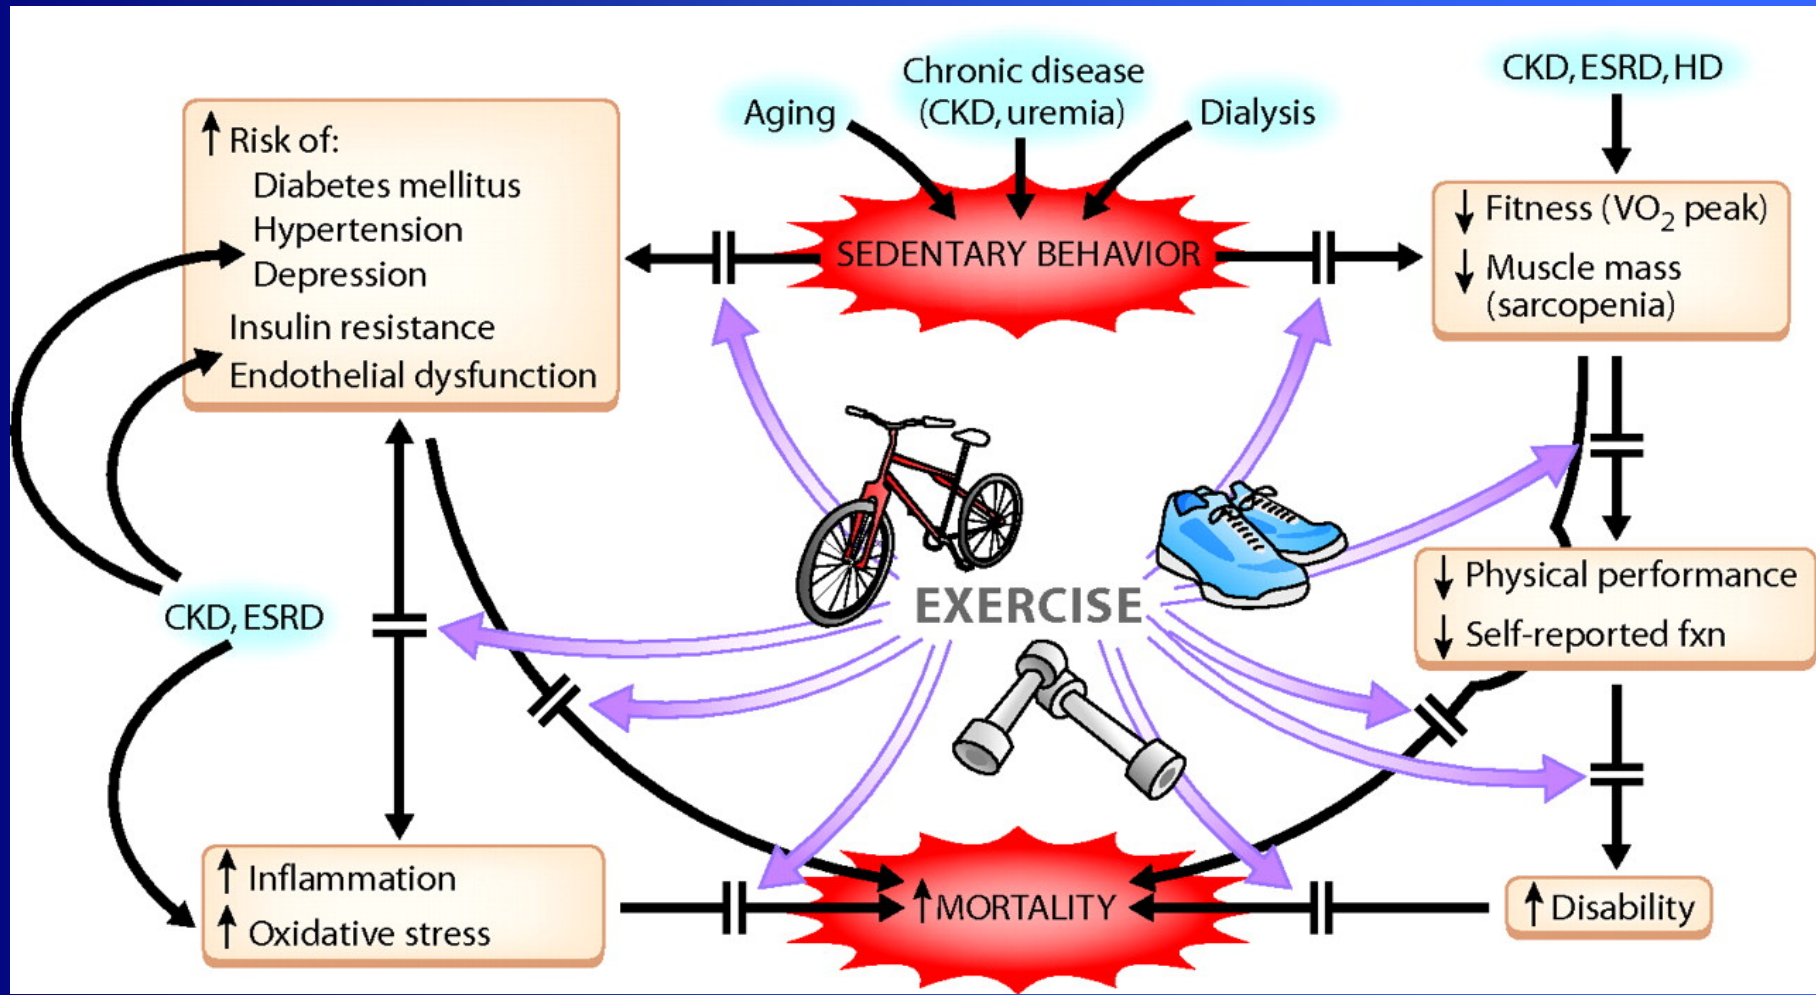 Chronic disease
(CKD, uremia)
Aging
Dialysis
CKD, ESRD, HD
↑ Risk of:
Diabetes mellitus
Hypertension
Depression
Insulin resistance
Endothelial dysfunction
SEDENTARY BEHAVIOR
↓ Fitness (VO₂ peak)
↓ Muscle mass
(sarcopenia)
CKD, ESRD
EXERCISE
↓ Physical performance
↓ Self-reported fxn
↑ Inflammation
↑ Oxidative stress
↑ MORTALITY
↑ Disability